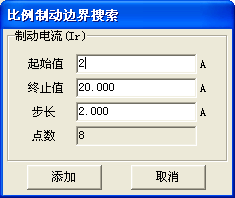 比例制动边界搜索
制动电流(Ir)
起始值 2 A
终止值 20.000 A
步长 2.000 A
点数 8
添加 取消